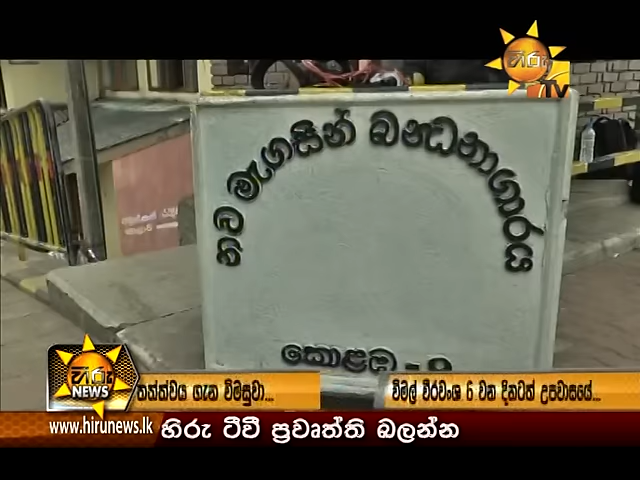 හිරු
TV
නව මැගසින් බන්ධනාගාරය
කොළඹ - 9
හිරු
NEWS
තත්ත්වය ගැන විමසුවා...
විමල් වීරවංශ 6 වන දිනටත් උපවාසයේ...
www.hirunews.lk
හිරු ටීවී ප්‍රවෘත්ති බලන්න